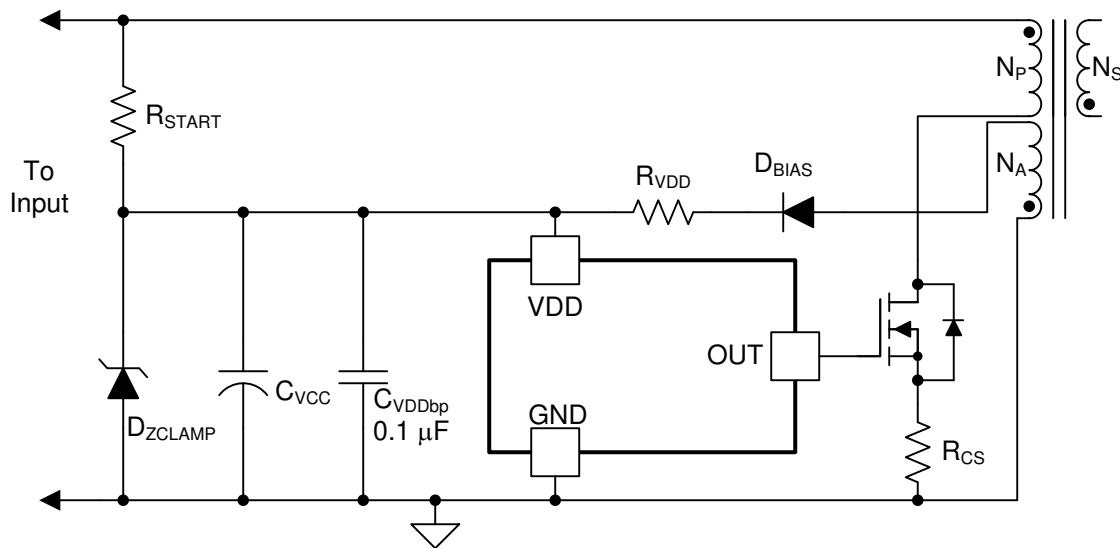 N_P
N_S
R_START
To
Input
N_A
R_VDD
D_BIAS
VDD
OUT
C_VCC
C_VDDbp
0.1 μF
GND
D_ZCLAMP
R_CS